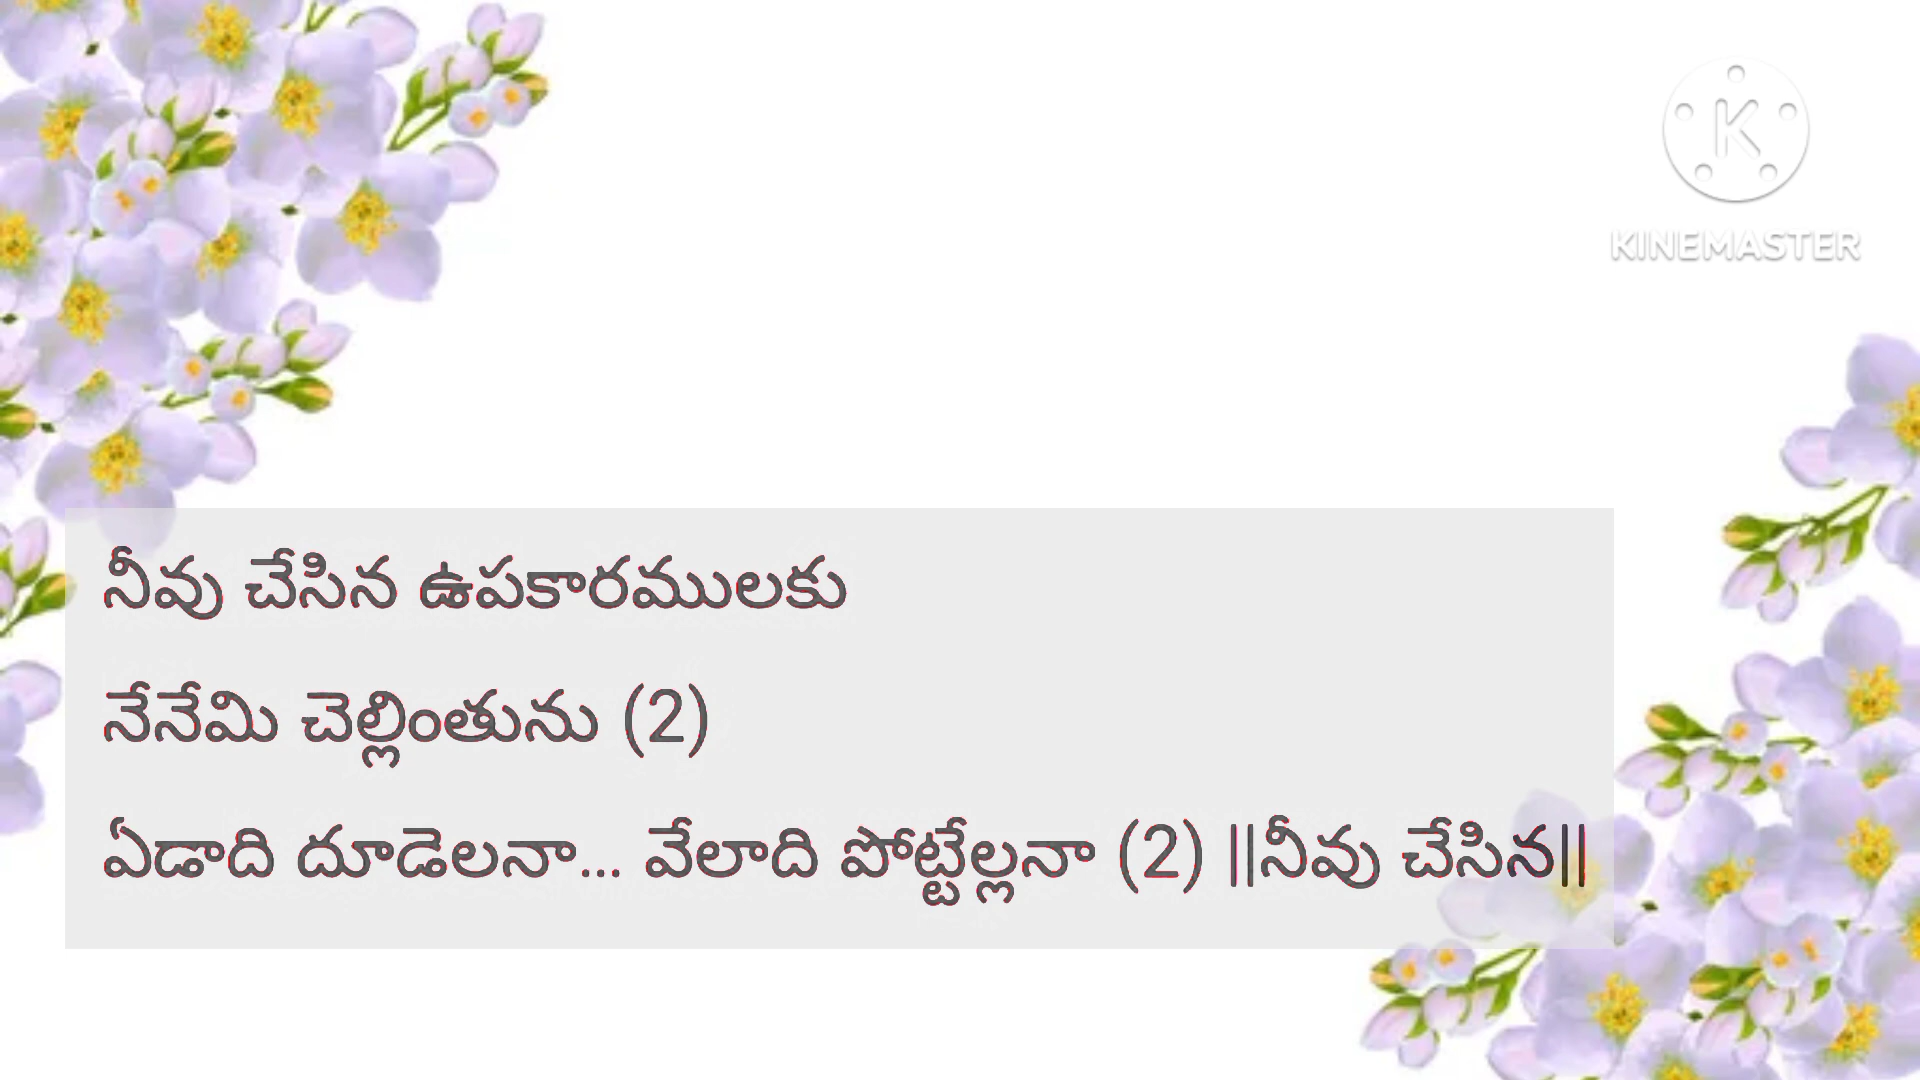 KINEMASTER
నీవు చేసిన ఉపకారములకు
నేనేమి చెల్లింతును (2)
ఏడాది దూడెలనా... వేలాది పోట్టేల్లనా (2) ||నీవు చేసిన||